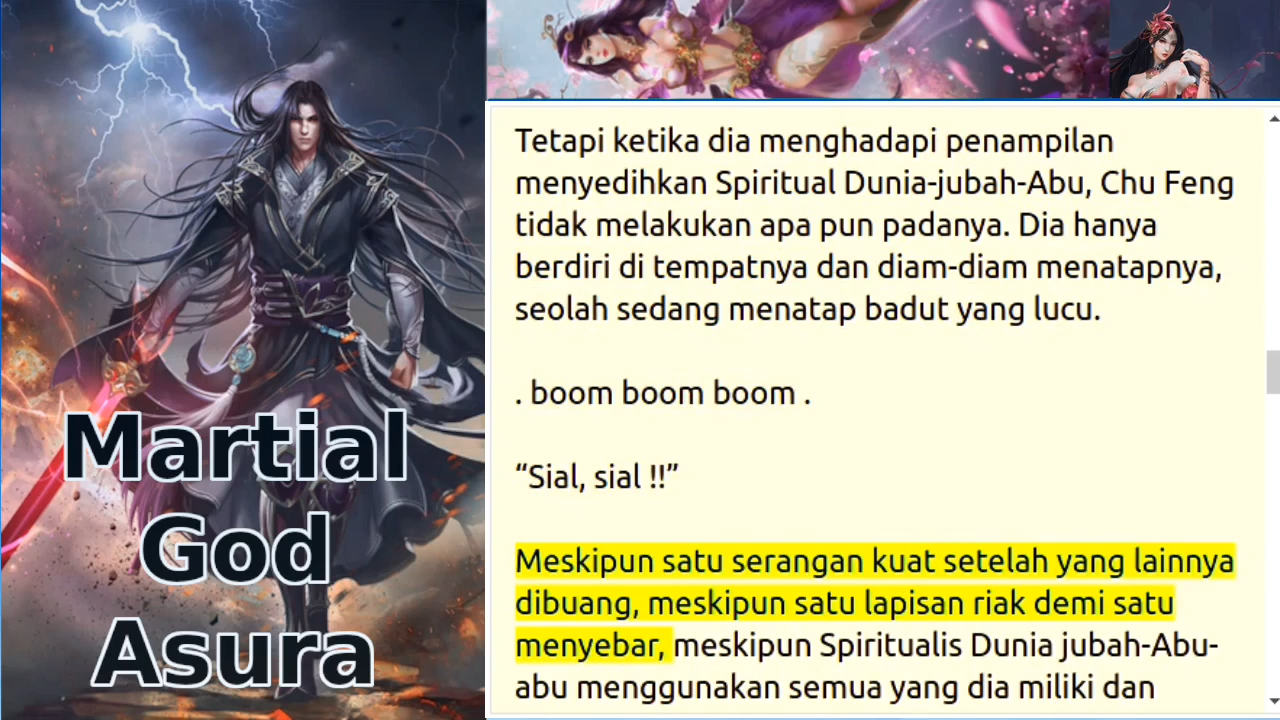 Martial
God
Asura
Tetapi ketika dia menghadapi penampilan
menyedihkan Spiritual Dunia-jubah-Abu, Chu Feng
tidak melakukan apa pun padanya. Dia hanya
berdiri di tempatnya dan diam-diam menatapnya,
seolah sedang menatap badut yang lucu.
. boom boom boom .
“Sial, sial !!”
Meskipun satu serangan kuat setelah yang lainnya
dibuang, meskipun satu lapisan riak demi satu
menyebar, meskipun Spiritualis Dunia jubah-Abu-
abu menggunakan semua yang dia miliki dan